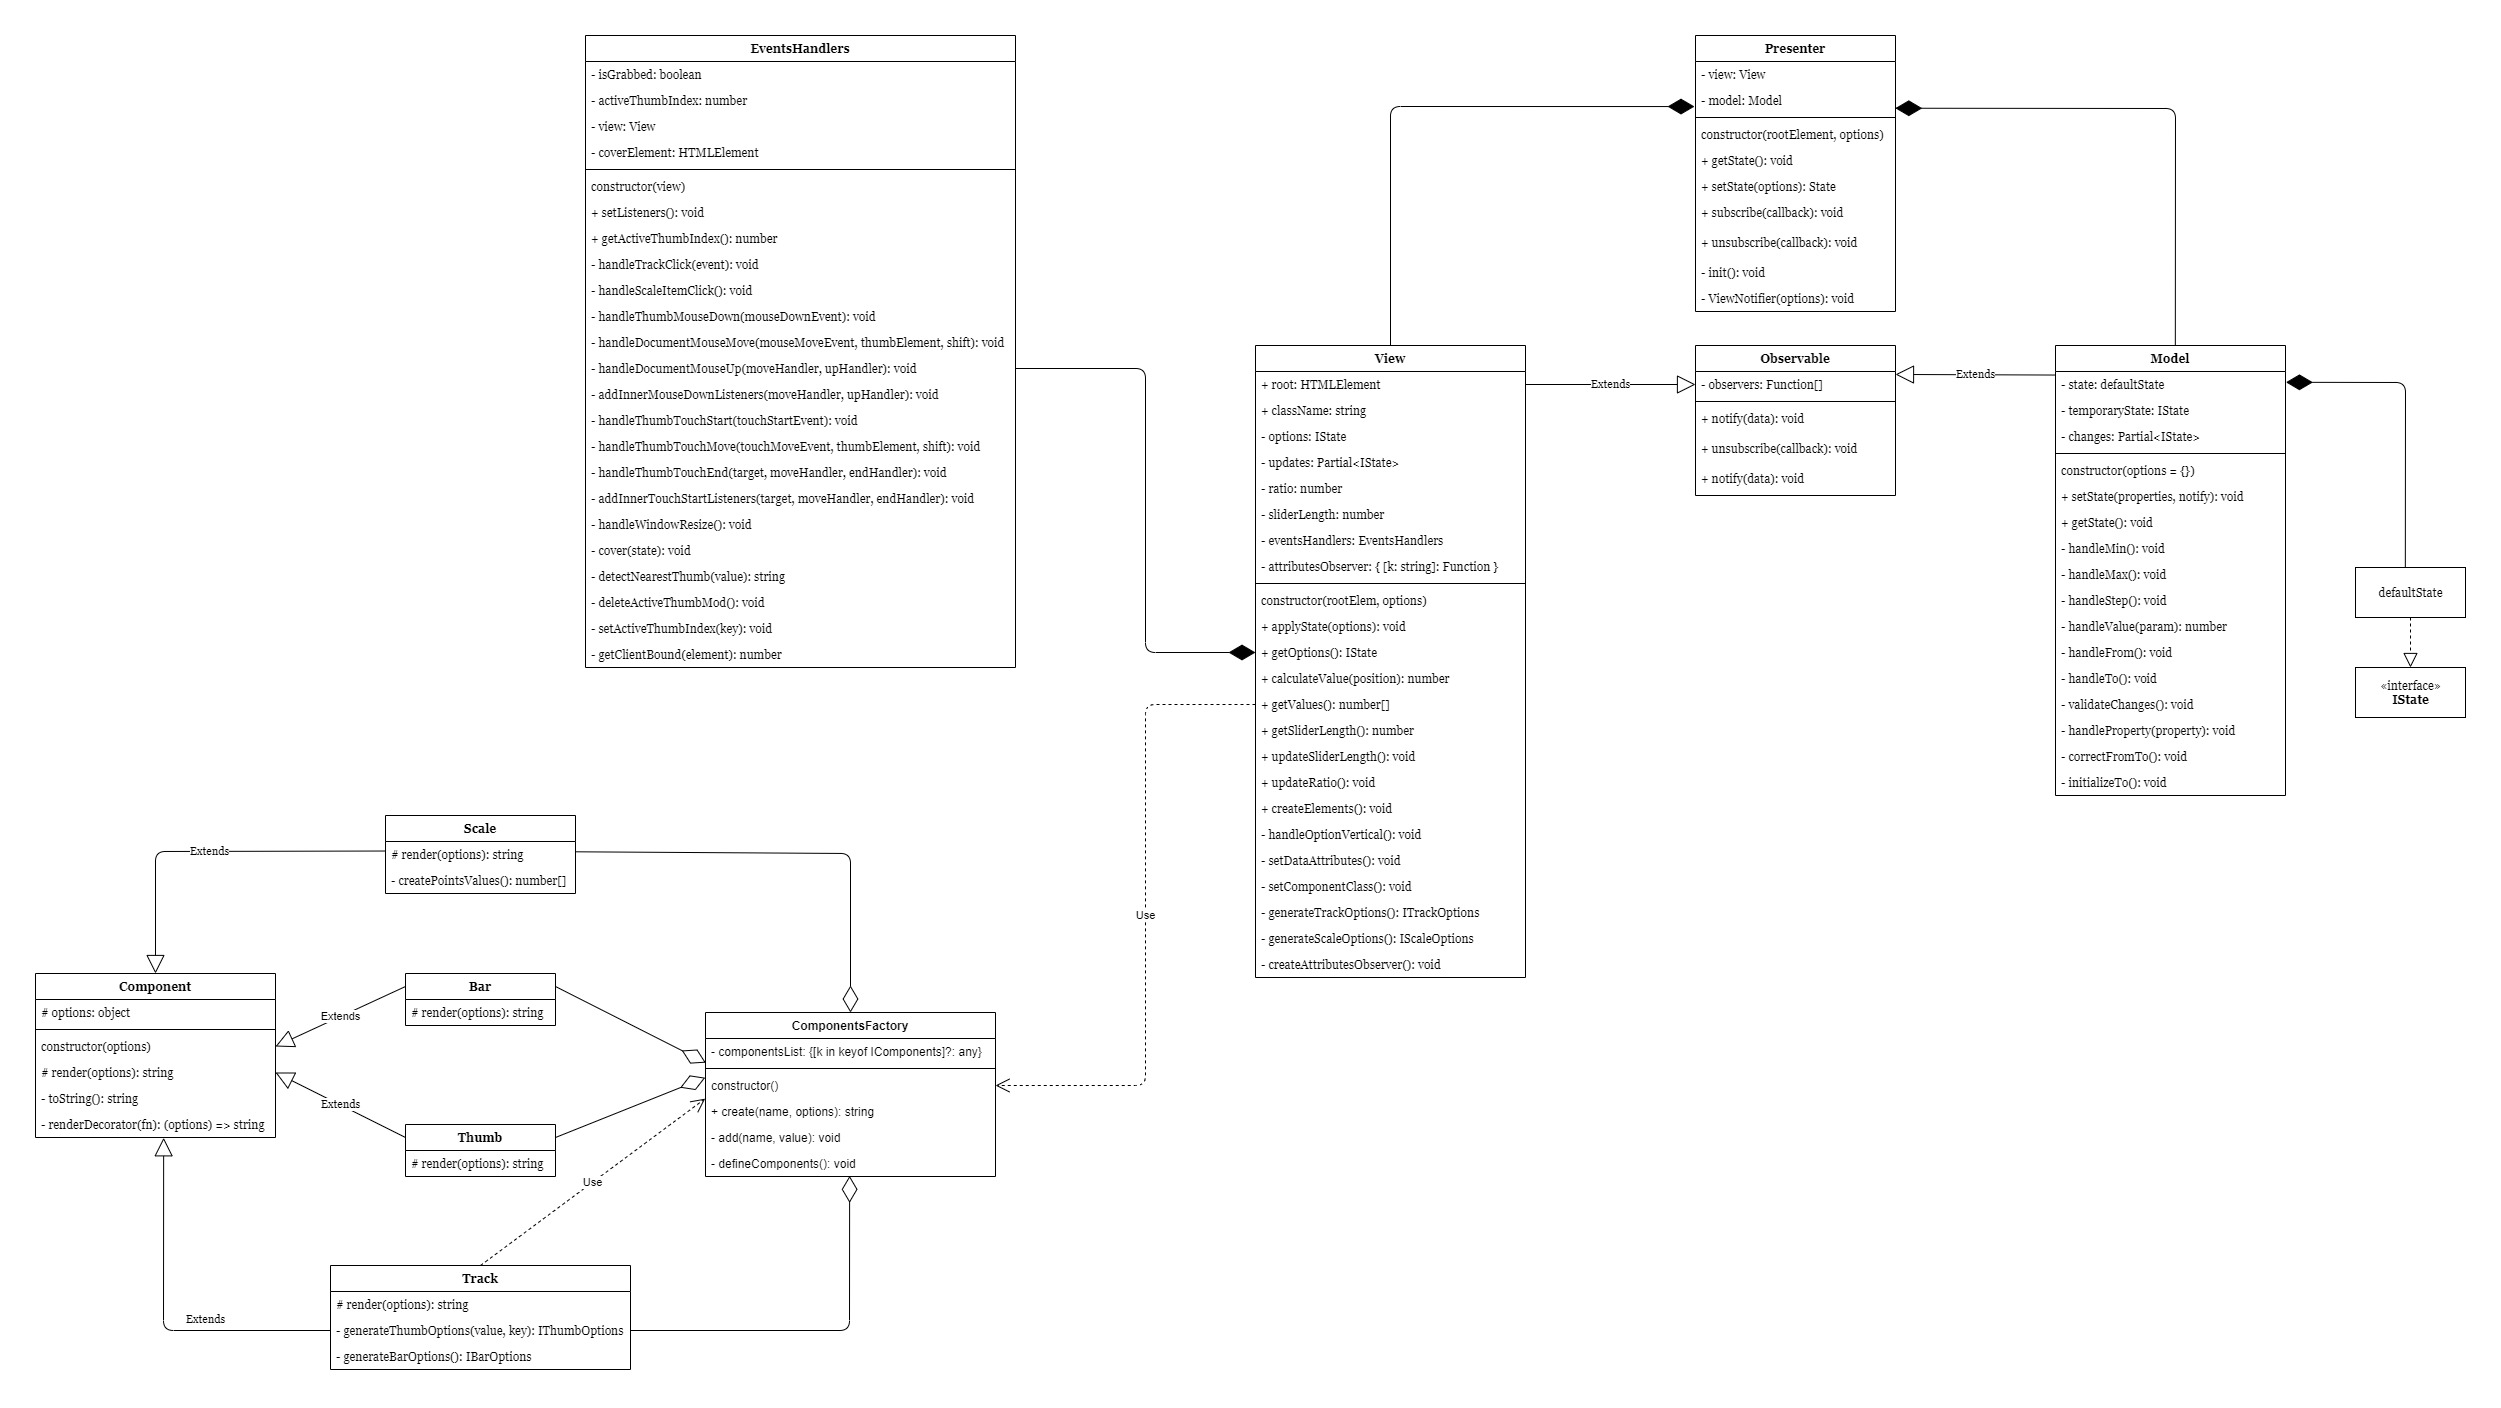 EventsHandlers
- isGrabbed: boolean
- activeThumbIndex: number
- view: View
- coverElement: HTMLElement
constructor(view)
+ setListeners(): void
+ getActiveThumbIndex(): number
- handleTrackClick(event): void
- handleScaleItemClick(): void
- handleThumbMouseDown(mouseDownEvent): void
- handleDocumentMouseMove(mouseMoveEvent, thumbElement, shift): void
- handleDocumentMouseUp(moveHandler, upHandler): void
- addInnerMouseDownListeners(moveHandler, upHandler): void
- handleThumbTouchStart(touchStartEvent): void
- handleThumbTouchMove(touchMoveEvent, thumbElement, shift): void
- handleThumbTouchEnd(target, moveHandler, endHandler): void
- addInnerTouchStartListeners(target, moveHandler, endHandler): void
- handleWindowResize(): void
- cover(state): void
- detectNearestThumb(value): string
- deleteActiveThumbMod(): void
- setActiveThumbIndex(key): void
- getClientBound(element): number
Presenter
- view: View
- model: Model
constructor(rootElement, options)
+ getState(): void
+ setState(options): State
+ subscribe(callback): void
+ unsubscribe(callback): void
- init(): void
- ViewNotifier(options): void
View
+ root: HTMLElement
+ className: string
- options: IState
- updates: Partial<IState>
- ratio: number
- sliderLength: number
- eventsHandlers: EventsHandlers
- attributesObserver: { [k: string]: Function }
constructor(rootElem, options)
+ applyState(options): void
+ getOptions(): IState
+ calculateValue(position): number
+ getValues(): number[]
+ getSliderLength(): number
+ updateSliderLength(): void
+ updateRatio(): void
+ createElements(): void
- handleOptionVertical(): void
- setDataAttributes(): void
- setComponentClass(): void
- generateTrackOptions(): ITrackOptions
- generateScaleOptions(): IScaleOptions
- createAttributesObserver(): void
Extends
Observable
- observers: Function[]
+ notify(data): void
+ unsubscribe(callback): void
+ notify(data): void
Extends
Model
- state: defaultState
- temporaryState: IState
- changes: Partial<IState>
constructor(options = {})
+ setState(properties, notify): void
+ getState(): void
- handleMin(): void
- handleMax(): void
- handleStep(): void
- handleValue(param): number
- handleFrom(): void
- handleTo(): void
- validateChanges(): void
- handleProperty(property): void
- correctFromTo(): void
- initializeTo(): void
defaultState
«interface»
IState
Use
Scale
# render(options): string
- createPointsValues(): number[]
Extends
Component
# options: object
constructor(options)
# render(options): string
- toString(): string
- renderDecorator(fn): (options) => string
Extends
Bar
# render(options): string
Extends
Thumb
# render(options): string
ComponentsFactory
- componentsList: {[k in keyof IComponents]?: any}
constructor()
+ create(name, options): string
- add(name, value): void
- defineComponents(): void
Use
Extends
Track
# render(options): string
- generateThumbOptions(value, key): IThumbOptions
- generateBarOptions(): IBarOptions